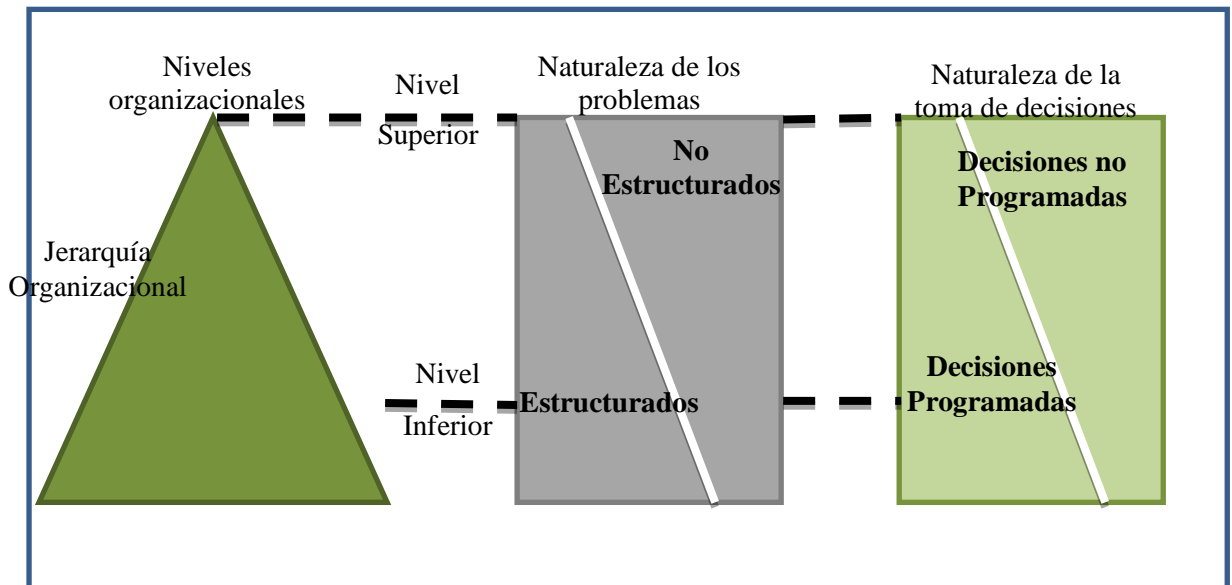 Niveles
organizacionales
Nivel
Superior
Naturaleza de los
problemas
Naturaleza de la
toma de decisiones
No
Estructurados
Decisiones no
Programadas
Jerarquía
Organizacional
Nivel
Inferior
Estructurados
Decisiones
Programadas